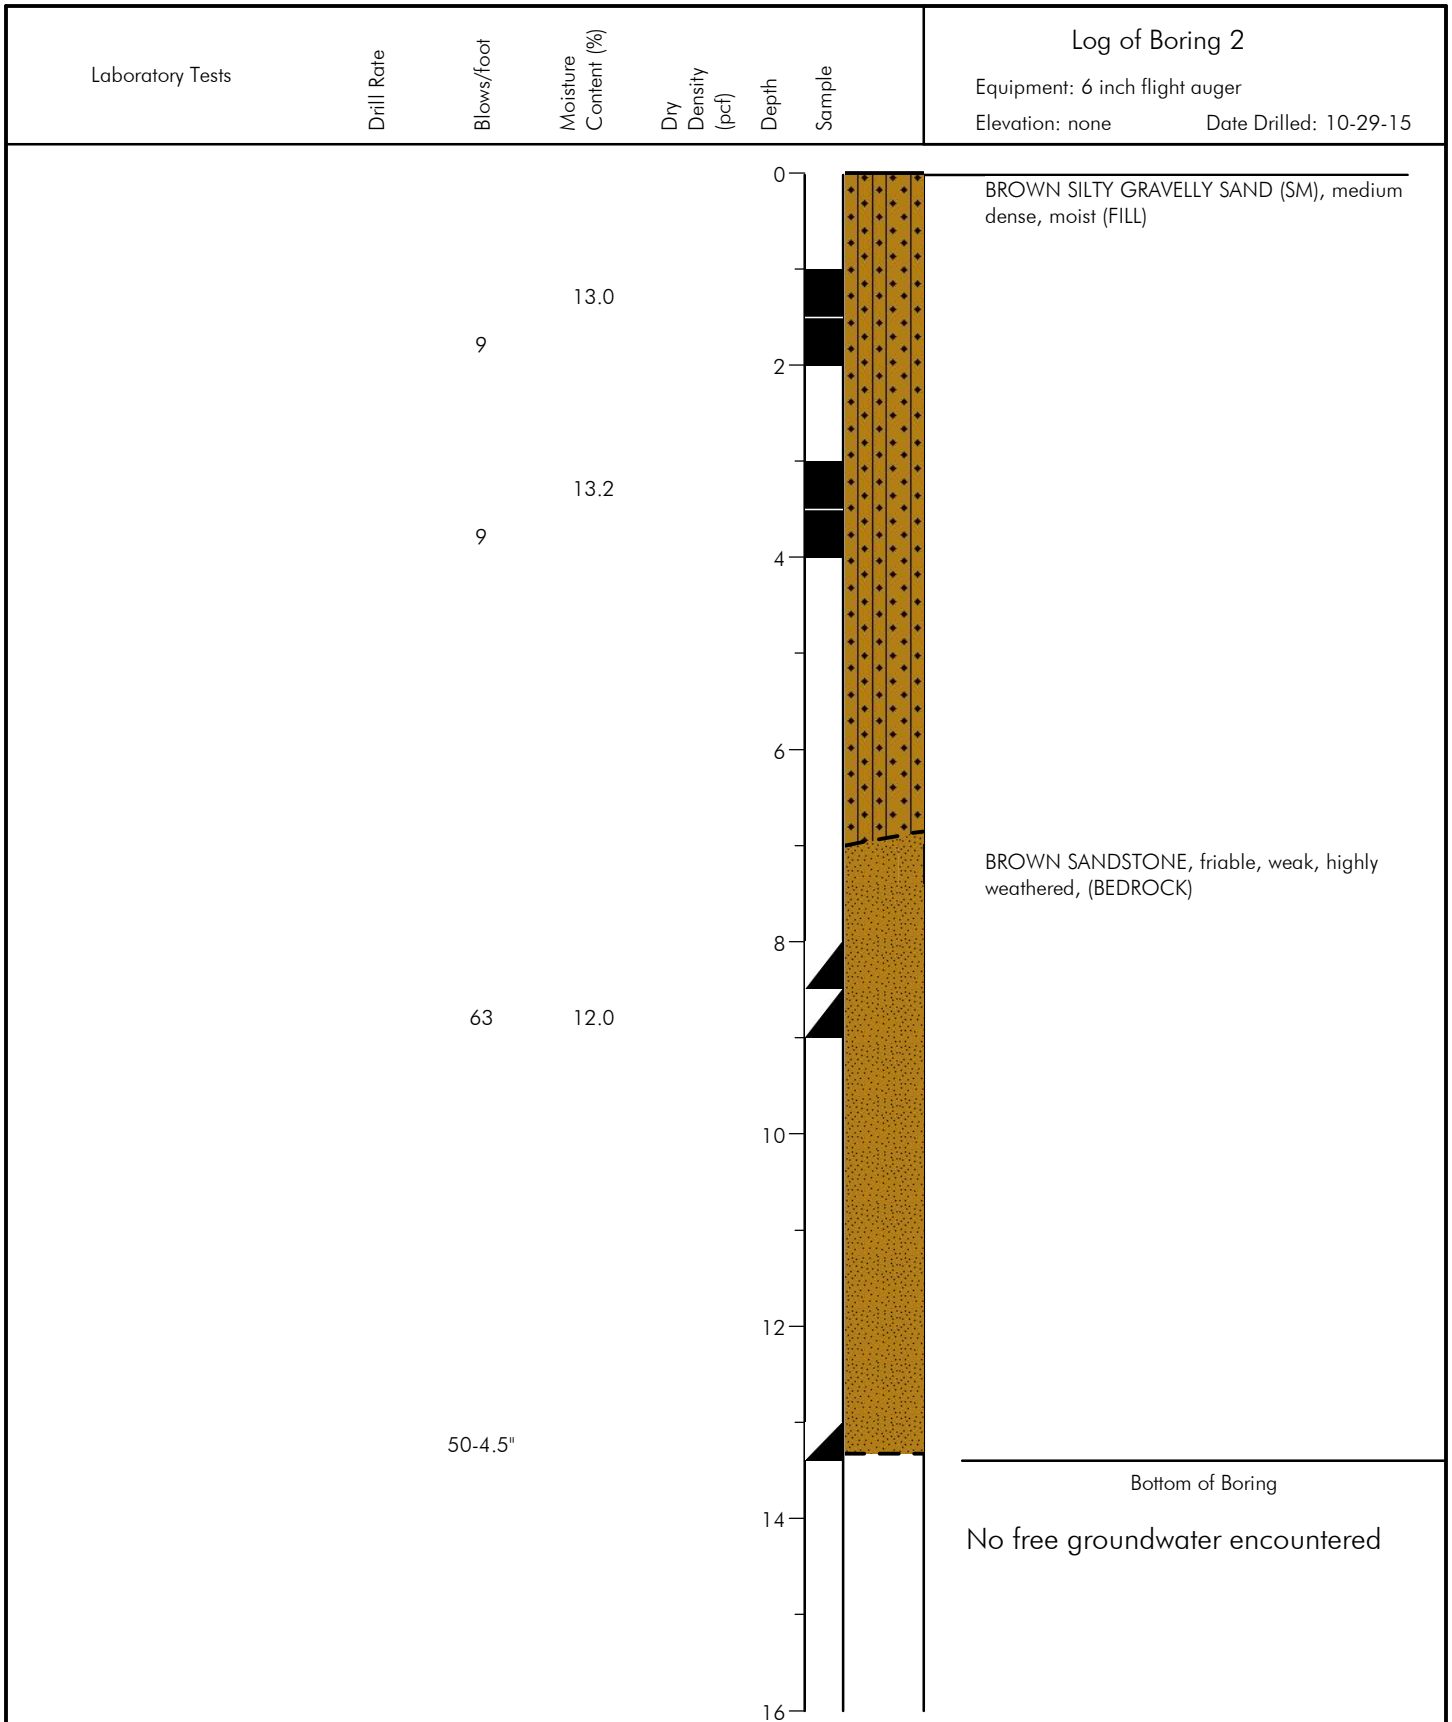 Log of Boring 2
Laboratory Tests
Drill Rate
Blows/foot
Moisture
Content (%)
Dry
Density
(pcf)
Depth
Sample
Equipment: 6 inch flight auger
Elevation: none Date Drilled: 10-29-15
0
BROWN SILTY GRAVELLY SAND (SM), medium
dense, moist (FILL)
13.0
9
2
13.2
9
4
6
BROWN SANDSTONE, friable, weak, highly
weathered, (BEDROCK)
8
63 12.0
10
12
50-4.5"
Bottom of Boring
14
No free groundwater encountered
16